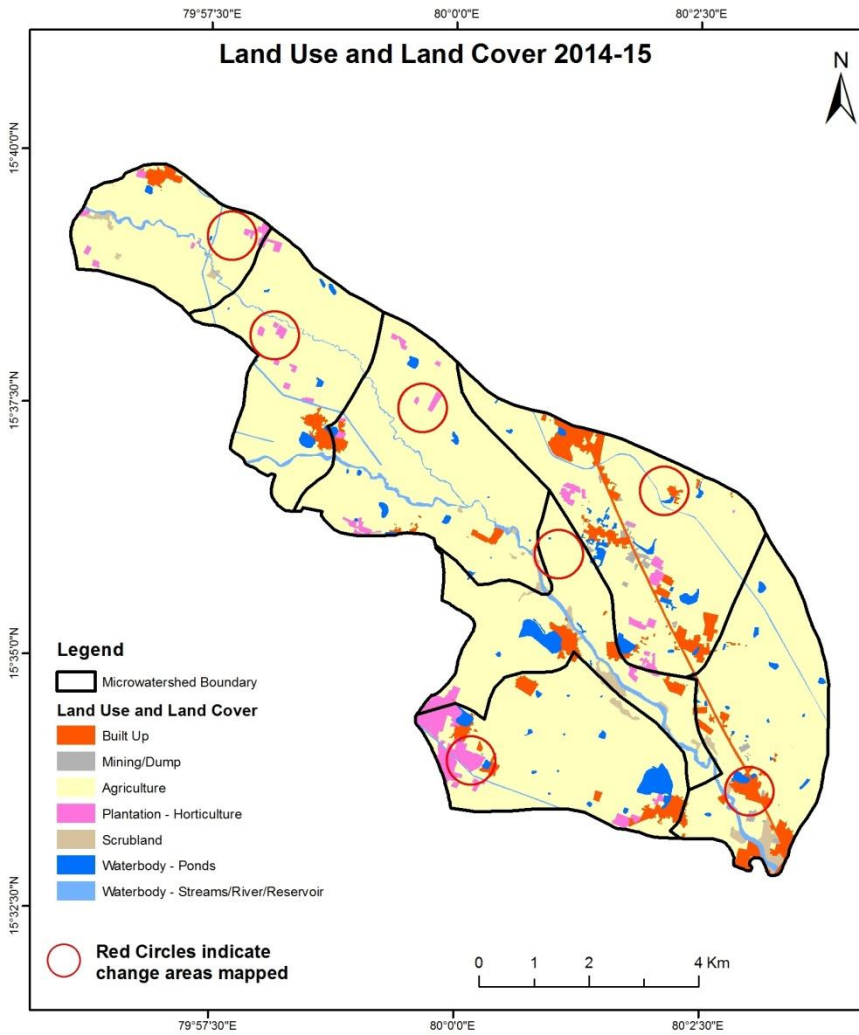 79°57'30"E 80°0'0"E 80°2'30"E
Land Use and Land Cover 2014-15
N
15°40'0"N
15°37'30"N
15°35'0"N
15°32'30"N
Legend
Microwatershed Boundary
Land Use and Land Cover
Built Up
Mining/Dump
Agriculture
Plantation - Horticulture
Scrubland
Waterbody - Ponds
Waterbody - Streams/River/Reservoir
Red Circles indicate
change areas mapped
0 1 2 4 Km
79°57'30"E 80°0'0"E 80°2'30"E